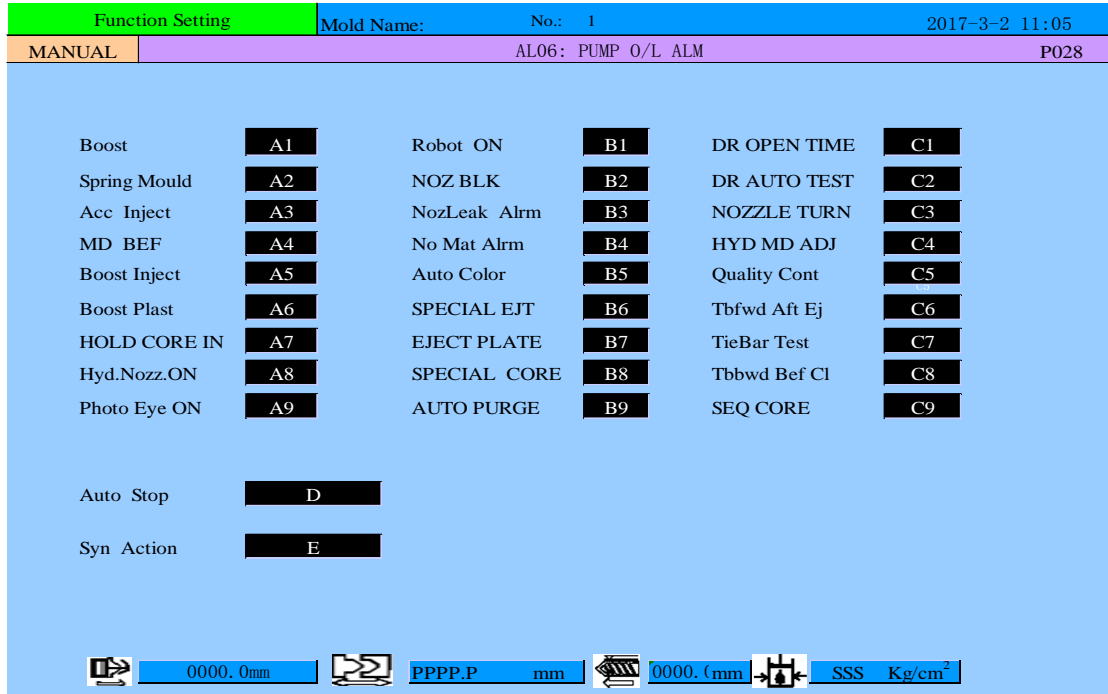 Function Setting Mold Name: No.: 1 2017-3-2 11:05
MANUAL AL06: PUMP O/L ALM P028
Boost A1 Robot ON B1 DR OPEN TIME C1
Spring Mould A2 NOZ BLK B2 DR AUTO TEST C2
Acc Inject A3 NozLeak Alrm B3 NOZZLE TURN C3
MD BEF A4 No Mat Alrm B4 HYD MD ADJ C4
Boost Inject A5 Auto Color B5 Quality Cont C5
C5
Boost Plast A6 SPECIAL EJT B6 Tbfwd Aft Ej C6
HOLD CORE IN A7 EJECT PLATE B7 TieBar Test C7
Hyd.Nozz.ON A8 SPECIAL CORE B8 Tbbwd Bef Cl C8
Photo Eye ON A9 AUTO PURGE B9 SEQ CORE C9
Auto Stop D
Syn Action E
0000.0mm PPPP.P mm 0000.(mm SSS Kg/cm²